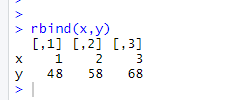 >
>
> rbind(x,y)
[,1] [,2] [,3]
x 1 2 3
y 48 58 68
>